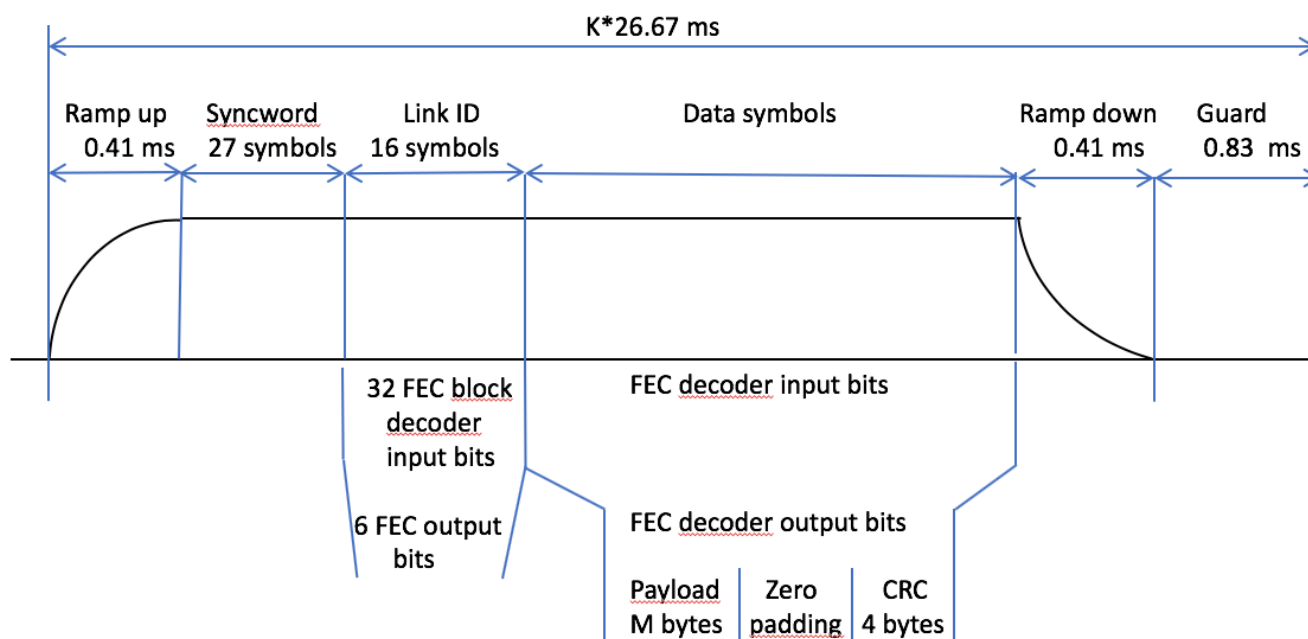 K*26.67 ms
Ramp up
0.41 ms
Syncword
27 symbols
Link ID
16 symbols
Data symbols
Ramp down
0.41 ms
Guard
0.83 ms
32 FEC block
decoder
input bits
FEC decoder input bits
6 FEC output
bits
FEC decoder output bits
Payload
M bytes
Zero
padding
CRC
4 bytes